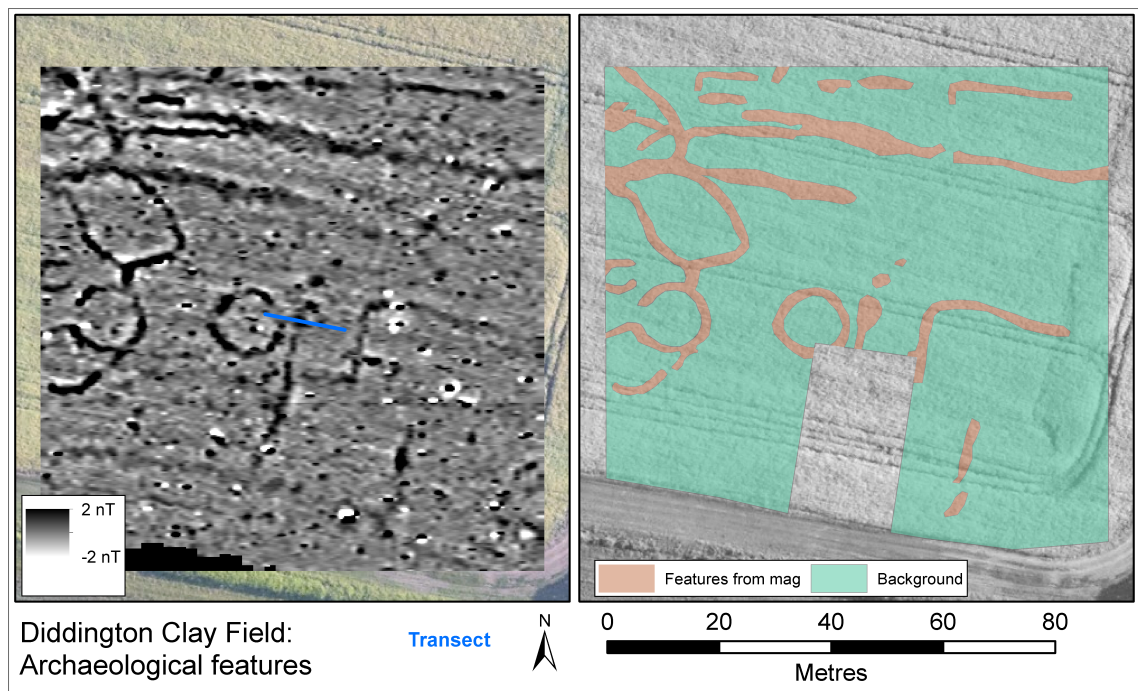 2 nT
-2 nT
Features from mag
Background
Diddington Clay Field:
Archaeological features
Transect
N
0 20 40 60 80
Metres